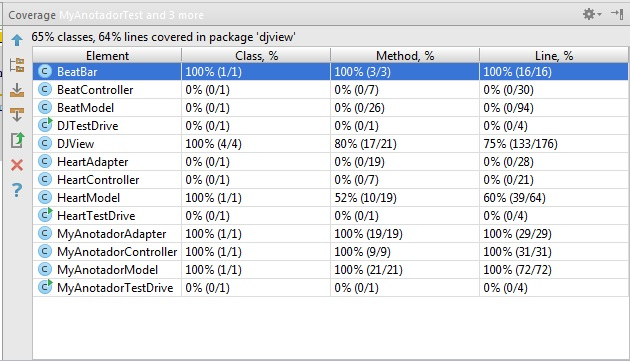 Coverage MyAnotadorTest and 3 more
65% classes, 64% lines covered in package 'djview'
Element Class, % Method, % Line, %
BeatBar 100% (1/1) 100% (3/3) 100% (16/16)
BeatController 0% (0/1) 0% (0/7) 0% (0/30)
BeatModel 0% (0/1) 0% (0/26) 0% (0/94)
DJTestDrive 0% (0/1) 0% (0/1) 0% (0/4)
DJView 100% (4/4) 80% (17/21) 75% (133/176)
HeartAdapter 0% (0/1) 0% (0/19) 0% (0/28)
HeartController 0% (0/1) 0% (0/7) 0% (0/21)
HeartModel 100% (1/1) 52% (10/19) 60% (39/64)
HeartTestDrive 0% (0/1) 0% (0/1) 0% (0/4)
MyAnotadorAdapter 100% (1/1) 100% (19/19) 100% (29/29)
MyAnotadorController 100% (1/1) 100% (9/9) 100% (31/31)
MyAnotadorModel 100% (1/1) 100% (21/21) 100% (72/72)
MyAnotadorTestDrive 0% (0/1) 0% (0/1) 0% (0/4)